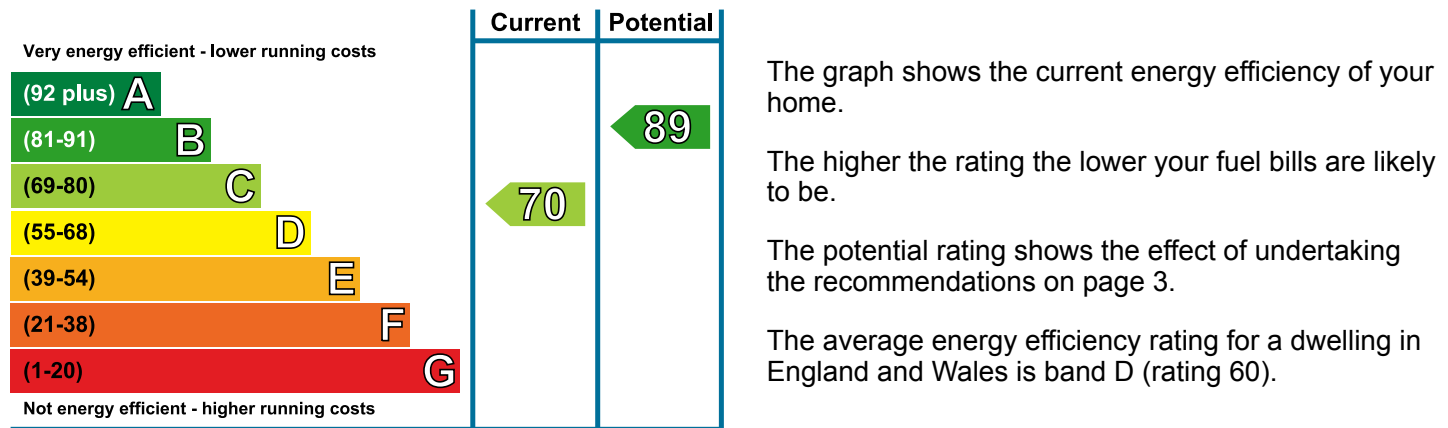 Current Potential
Very energy efficient - lower running costs
(92 plus) A
(81-91) B
(69-80) C
(55-68) D
(39-54) E
(21-38) F
(1-20) G
Not energy efficient - higher running costs
70
89
The graph shows the current energy efficiency of your
home.
The higher the rating the lower your fuel bills are likely
to be.
The potential rating shows the effect of undertaking
the recommendations on page 3.
The average energy efficiency rating for a dwelling in
England and Wales is band D (rating 60).